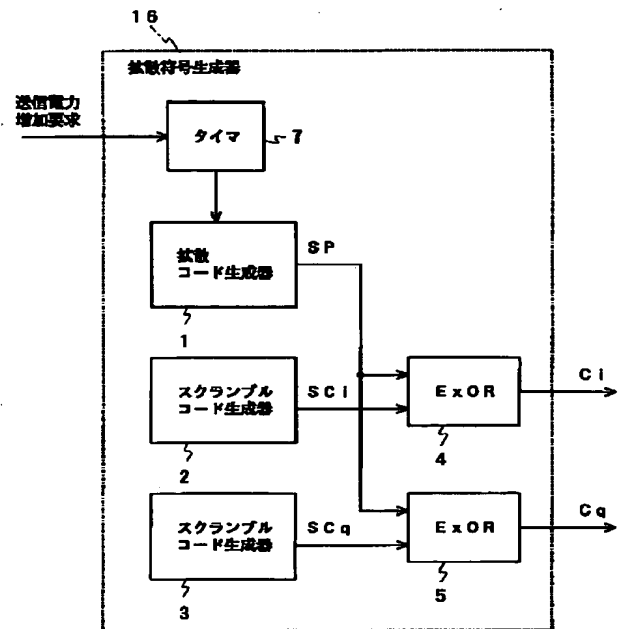 16
拡散符号生成器
送信電力
増加要求
タイマ
7
拡散
コード生成器
SP
1
スクランブル
コード生成器
SCi
ExOR
Ci
2
4
スクランブル
コード生成器
SCq
ExOR
Cq
3
5